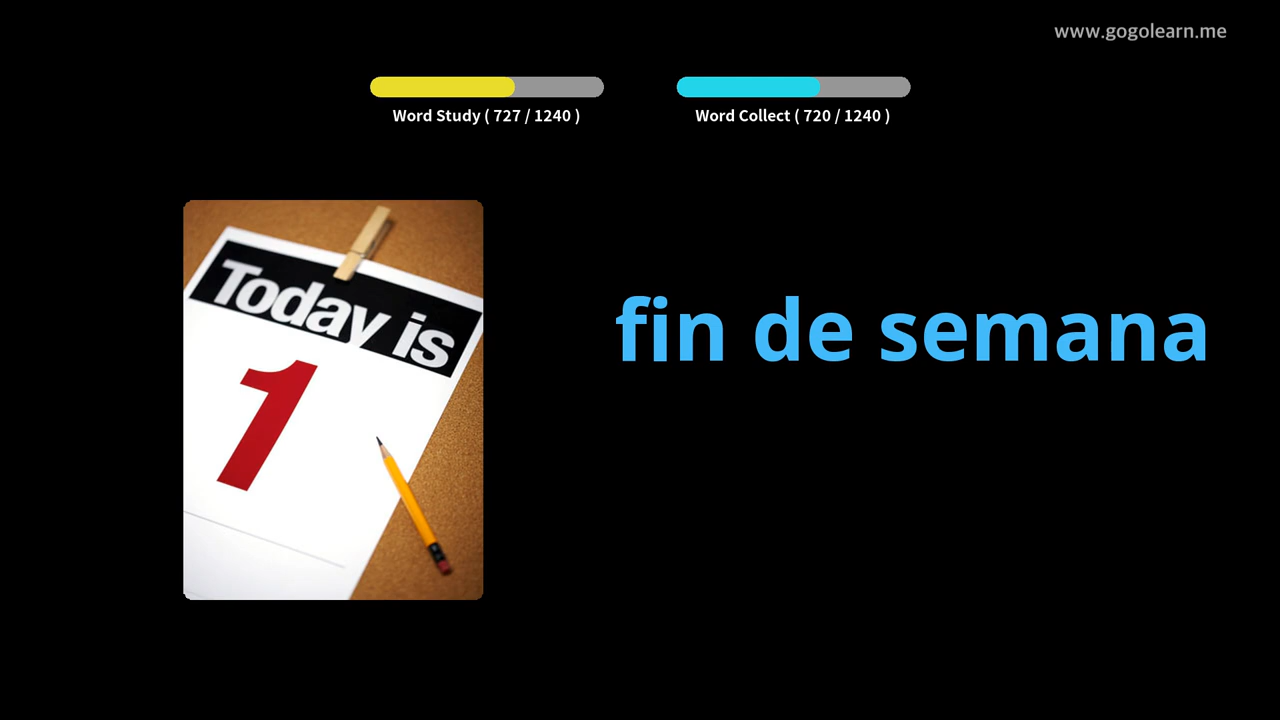 www.gogolearn.me
Word Study ( 727 / 1240 )
Word Collect ( 720 / 1240 )
Today is
1
fin de semana